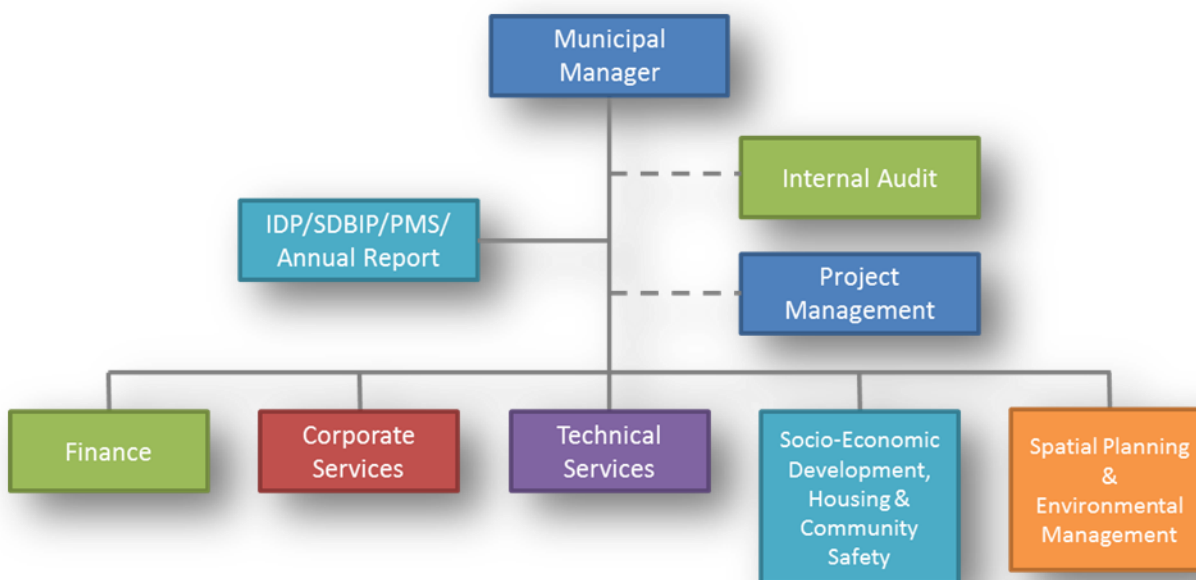 Municipal
Manager
Internal Audit
IDP/SDBIP/PMS/
Annual Report
Project
Management
Finance
Corporate
Services
Technical
Services
Socio-Economic
Development,
Housing &
Community
Safety
Spatial Planning
&
Environmental
Management